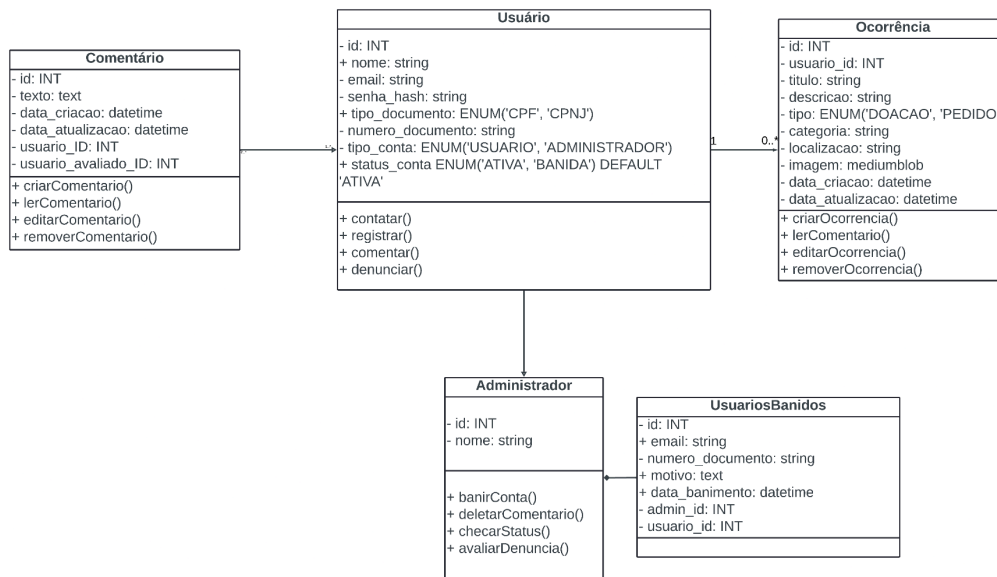 Comentário
- id: INT
- texto: text
- data_criacao: datetime
- data_atualizacao: datetime
- usuario_ID: INT
- usuario_avaliado_ID: INT
+ criarComentario()
+ lerComentario()
+ editarComentario()
+ removerComentario()
Usuário
- id: INT
+ nome: string
- email: string
- senha_hash: string
+ tipo_documento: ENUM('CPF', 'CPNJ')
- numero_documento: string
- tipo_conta: ENUM('USUARIO', 'ADMINISTRADOR')
+ status_conta ENUM('ATIVA', 'BANIDA') DEFAULT
'ATIVA'
+ contatar()
+ registrar()
+ comentar()
+ denunciar()
1
0..*
Ocorrência
- id: INT
- usuario_id: INT
- titulo: string
- descricao: string
- tipo: ENUM('DOACAO', 'PEDIDO
- categoria: string
- localizacao: string
- imagem: mediumblob
- data_criacao: datetime
- data_atualizacao: datetime
+ criarOcorrencia()
+ lerComentario()
+ editarOcorrencia()
+ removerOcorrencia()
Administrador
- id: INT
- nome: string
+ banirConta()
+ deletarComentario()
+ checarStatus()
+ avaliarDenuncia()
UsuariosBanidos
- id: INT
+ email: string
- numero_documento: string
+ motivo: text
+ data_banimento: datetime
- admin_id: INT
- usuario_id: INT